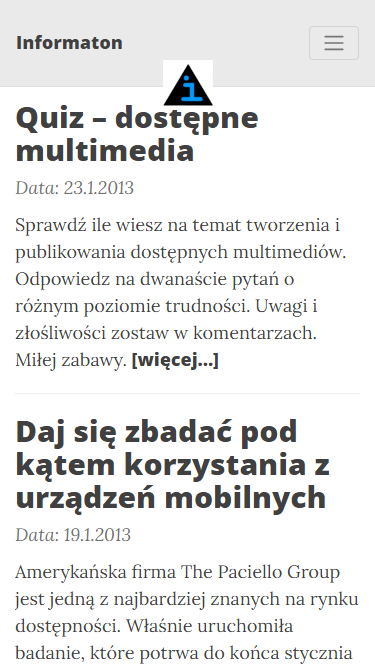 Informaton
i
Quiz – dostępne
multimedia
Data: 23.1.2013
Sprawdź ile wiesz na temat tworzenia i
publikowania dostępnych multimediów.
Odpowiedz na dwanaście pytań o
różnym poziomie trudności. Uwagi i
złośliwości zostaw w komentarzach.
Miłej zabawy. [więcej...]
Daj się zbadać pod
kątem korzystania z
urządzeń mobilnych
Data: 19.1.2013
Amerykańska firma The Paciello Group
jest jedną z najbardziej znanych na rynku
dostępności. Właśnie uruchomiła
badanie, które potrwa do końca stycznia